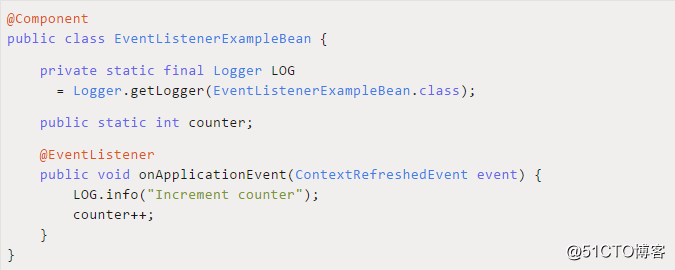 @Component
public class EventListenerExampleBean {
private static final Logger LOG
= Logger.getLogger(EventListenerExampleBean.class);
public static int counter;
@EventListener
public void onApplicationEvent(ContextRefreshedEvent event) {
LOG.info("Increment counter");
counter++;
}
}
@51CTO博客